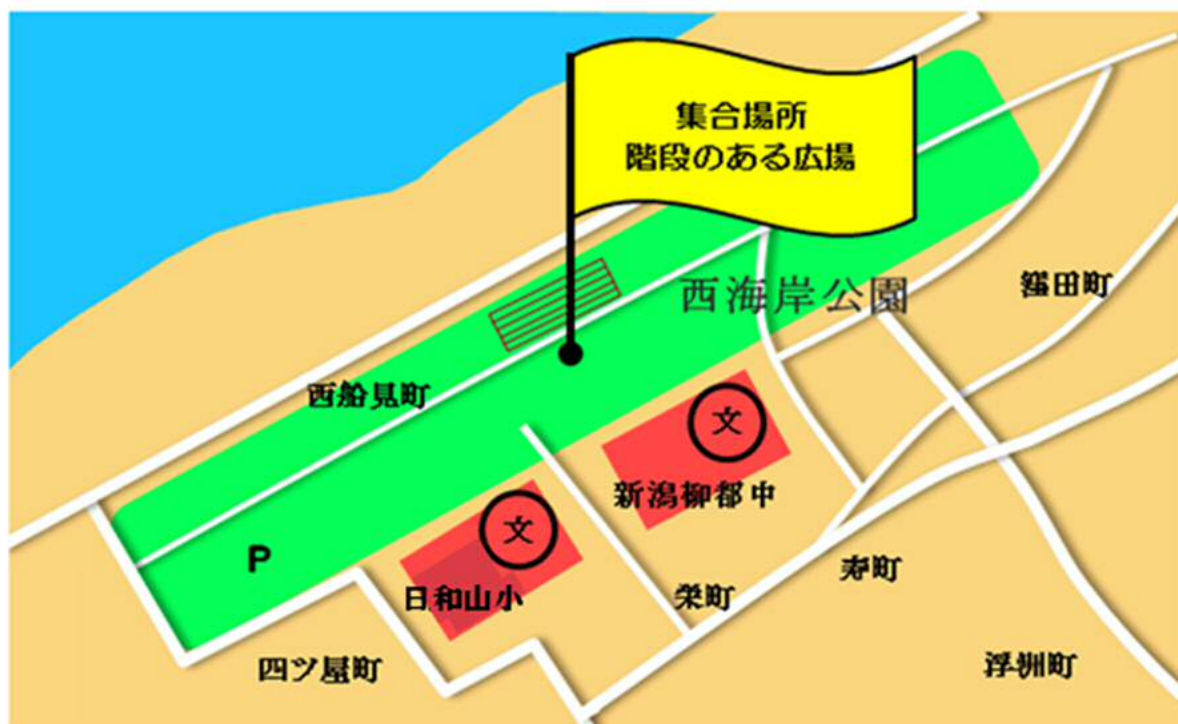 集合場所
階段のある広場
西海岸公園
窪田町
西船見町
文
新潟柳都中
文
日和山小
P
栄町
寿町
四ツ屋町
浮洲町